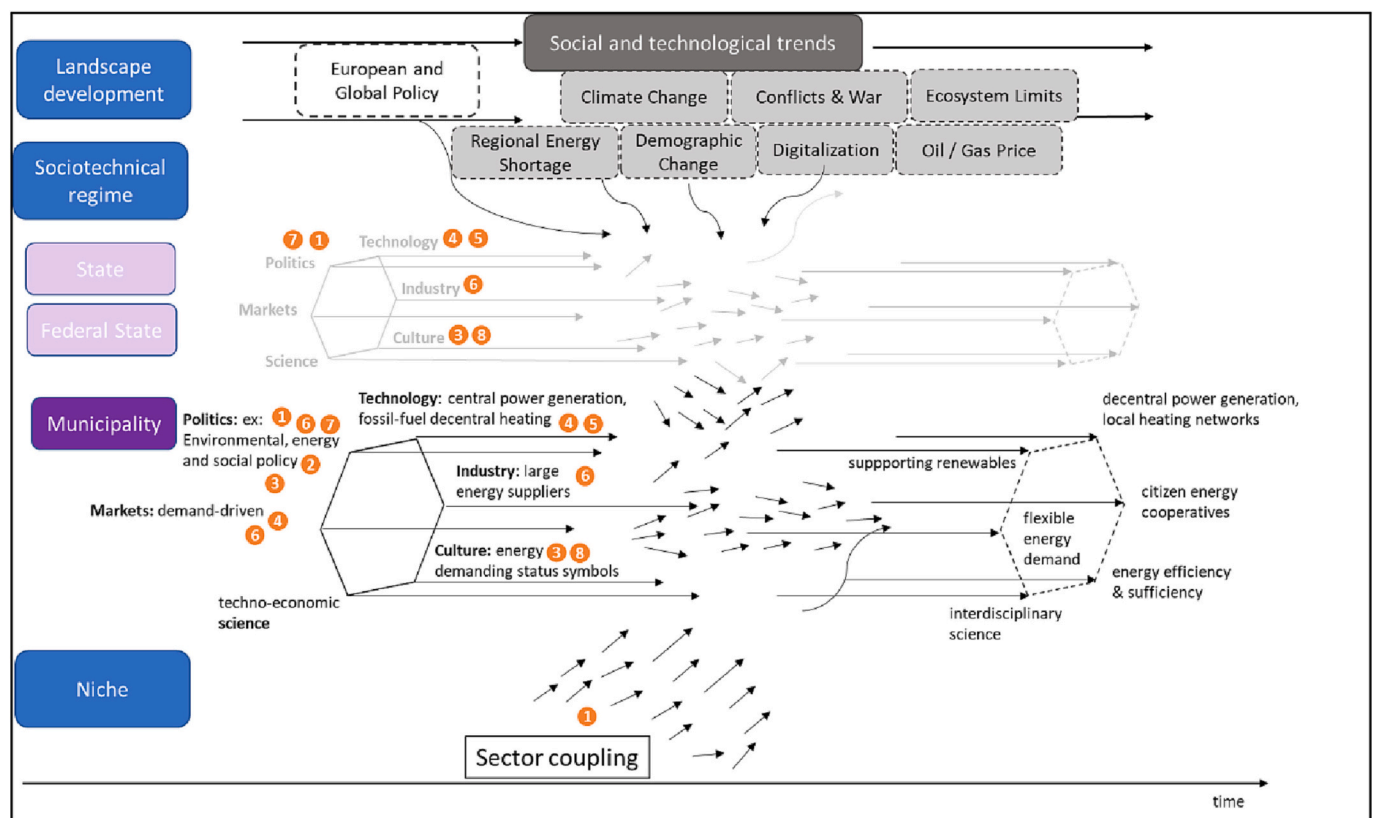 Landscape
development
Social and technological trends
European and
Global Policy
Climate Change
Conflicts & War
Ecosystem Limits
Regional Energy
Shortage
Demographic
Change
Digitalization
Oil / Gas Price
Sociotechnical
regime
State
Federal State
7 1
Politics
Technology 4 5
Industry 6
Markets
Culture 3 8
Science
Municipality
Politics: ex: 1 6 7
Environmental, energy
and social policy 2
3
Markets: demand-driven
6 4
Technology: central power generation,
fossil-fuel decentral heating 4 5
Industry: large
energy suppliers 6
Culture: energy 3 8
demanding status symbols
techno-economic
science
decentral power generation,
local heating networks
suppporting renewables
citizen energy
cooperatives
flexible
energy
demand
energy efficiency
& sufficiency
interdisciplinary
science
Niche
1
Sector coupling
time